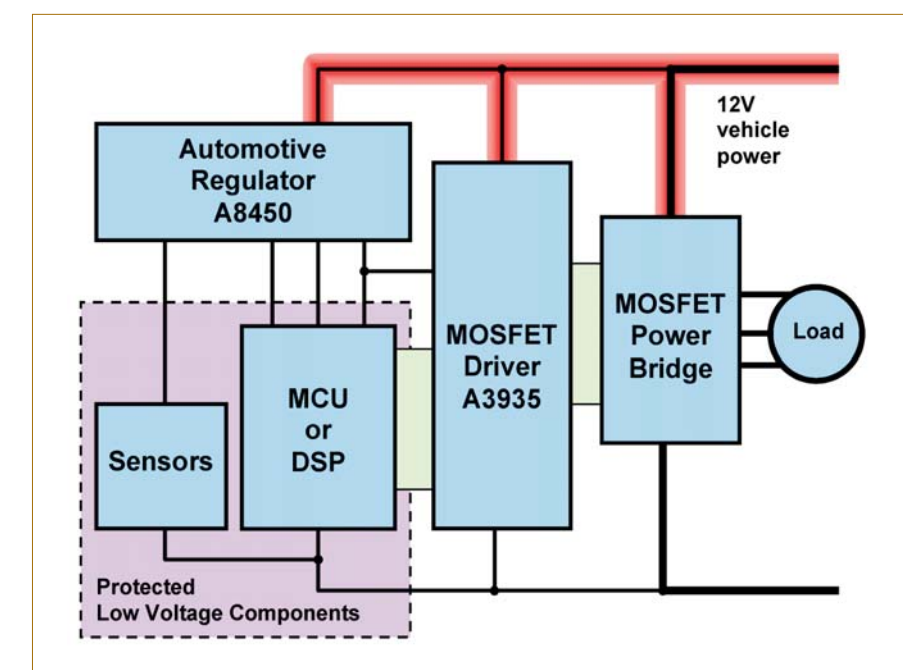 12V
vehicle
power
Automotive
Regulator
A8450
MOSFET
Driver
A3935
MOSFET
Power
Bridge
Load
MCU
or
DSP
Sensors
Protected
Low Voltage Components